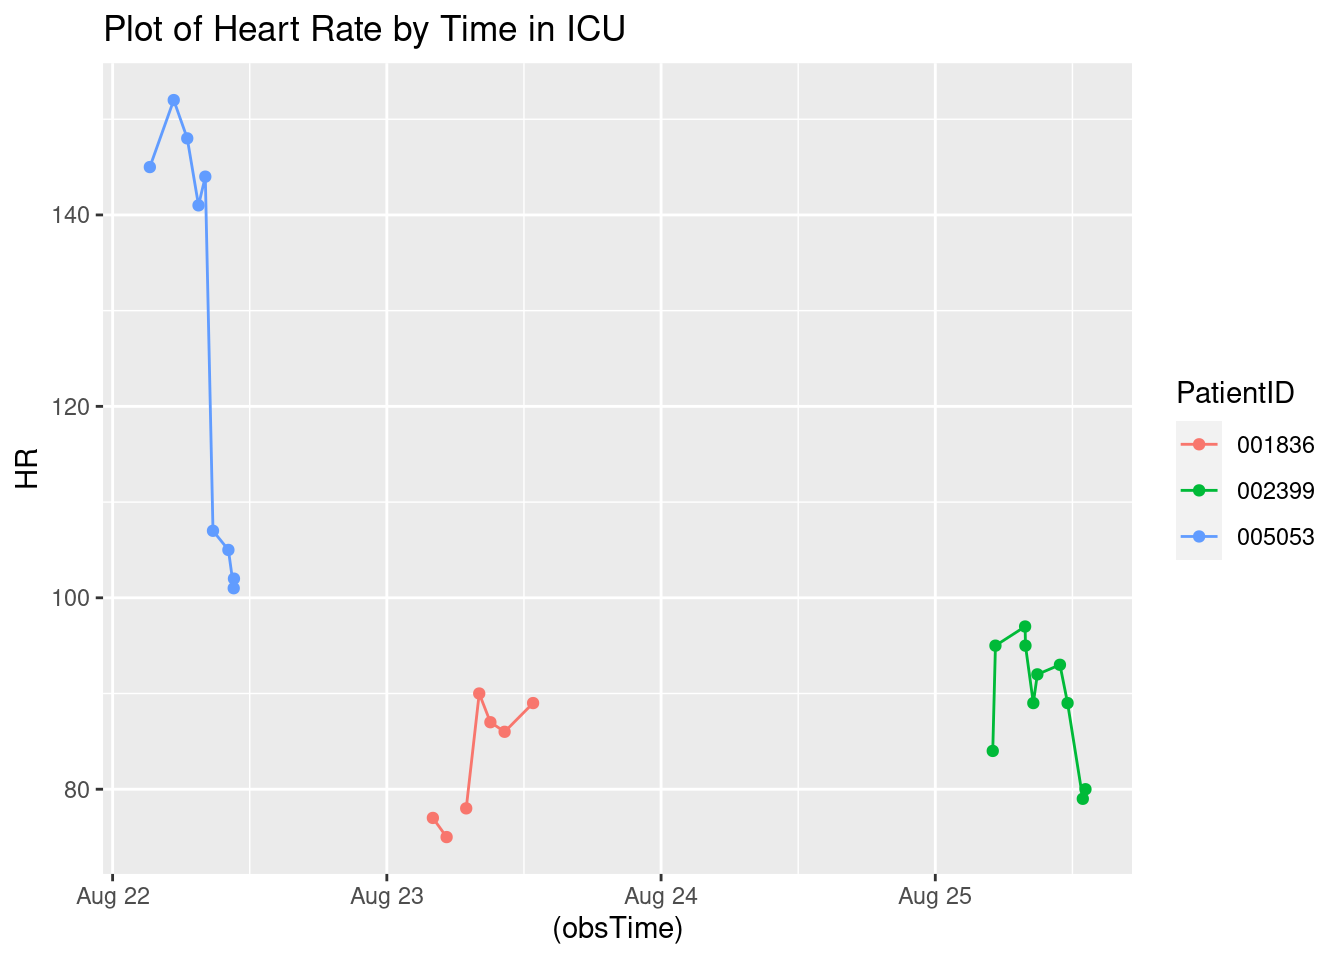 Plot of Heart Rate by Time in ICU
HR
140
120
100
80
Aug 22
Aug 23
Aug 24
Aug 25
(obsTime)
PatientID
001836
002399
005053